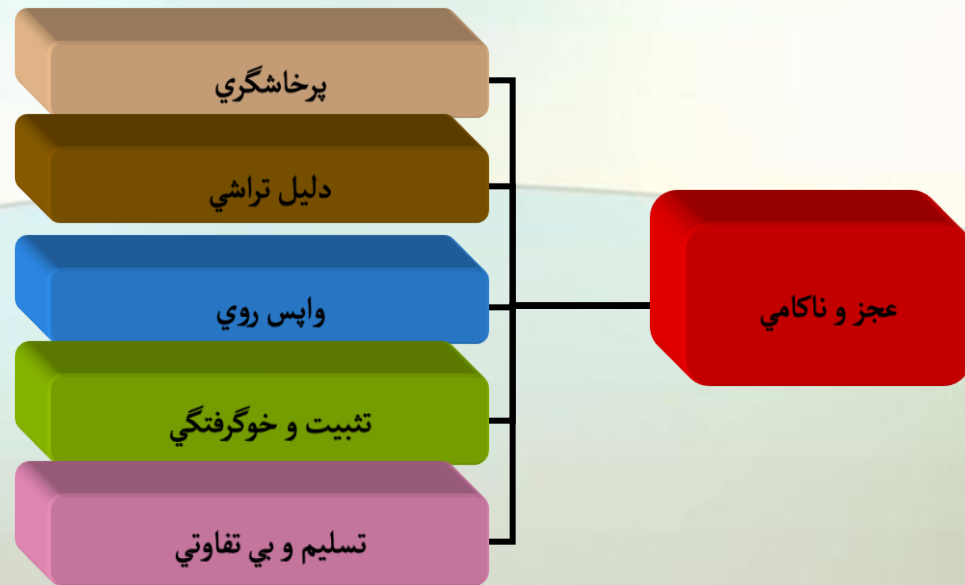 عجز و ناكامي
پرخاشگري
دليل تراشي
واپس روي
تثبيت و خوگرفتگي
تسليم و بي تفاوتي